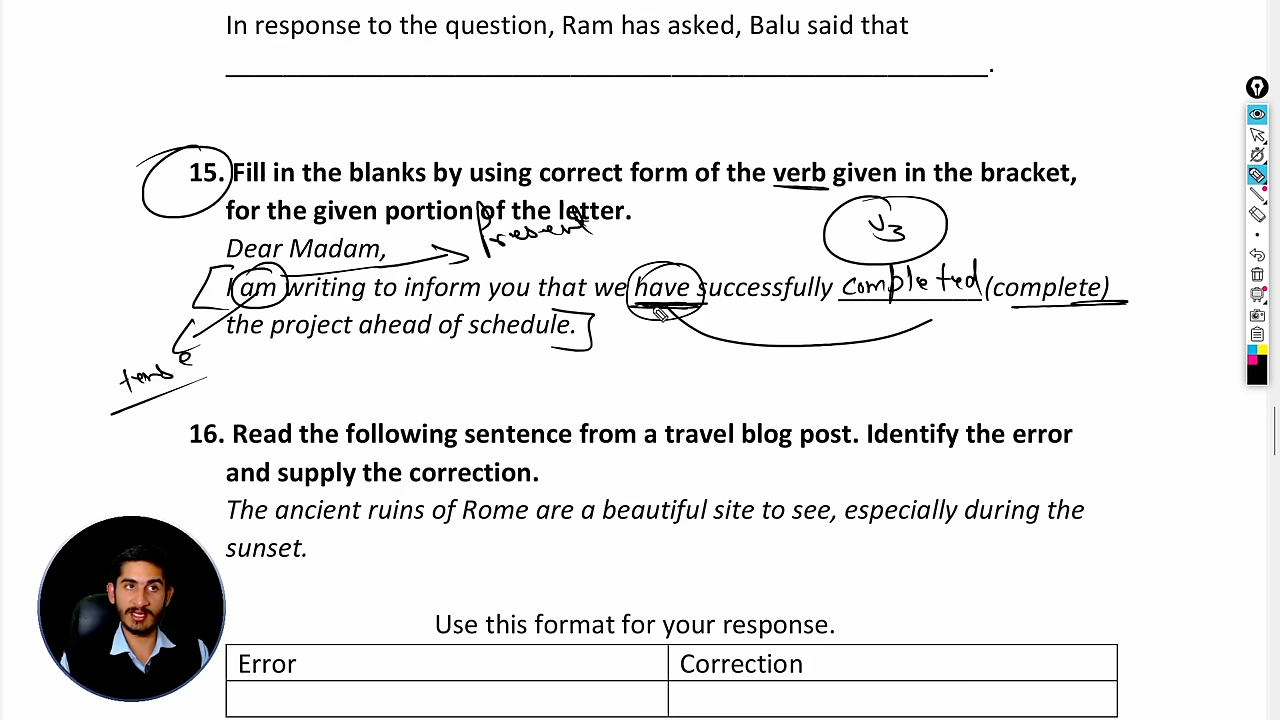 In response to the question, Ram has asked, Balu said that
______________________________________________________.
15. Fill in the blanks by using correct form of the verb given in the bracket,
for the given portion of the letter.
V3
Present
Dear Madam,
I am writing to inform you that we have successfully completed (complete)
the project ahead of schedule.
tense
16. Read the following sentence from a travel blog post. Identify the error
and supply the correction.
The ancient ruins of Rome are a beautiful site to see, especially during the
sunset.
Use this format for your response.
Error Correction